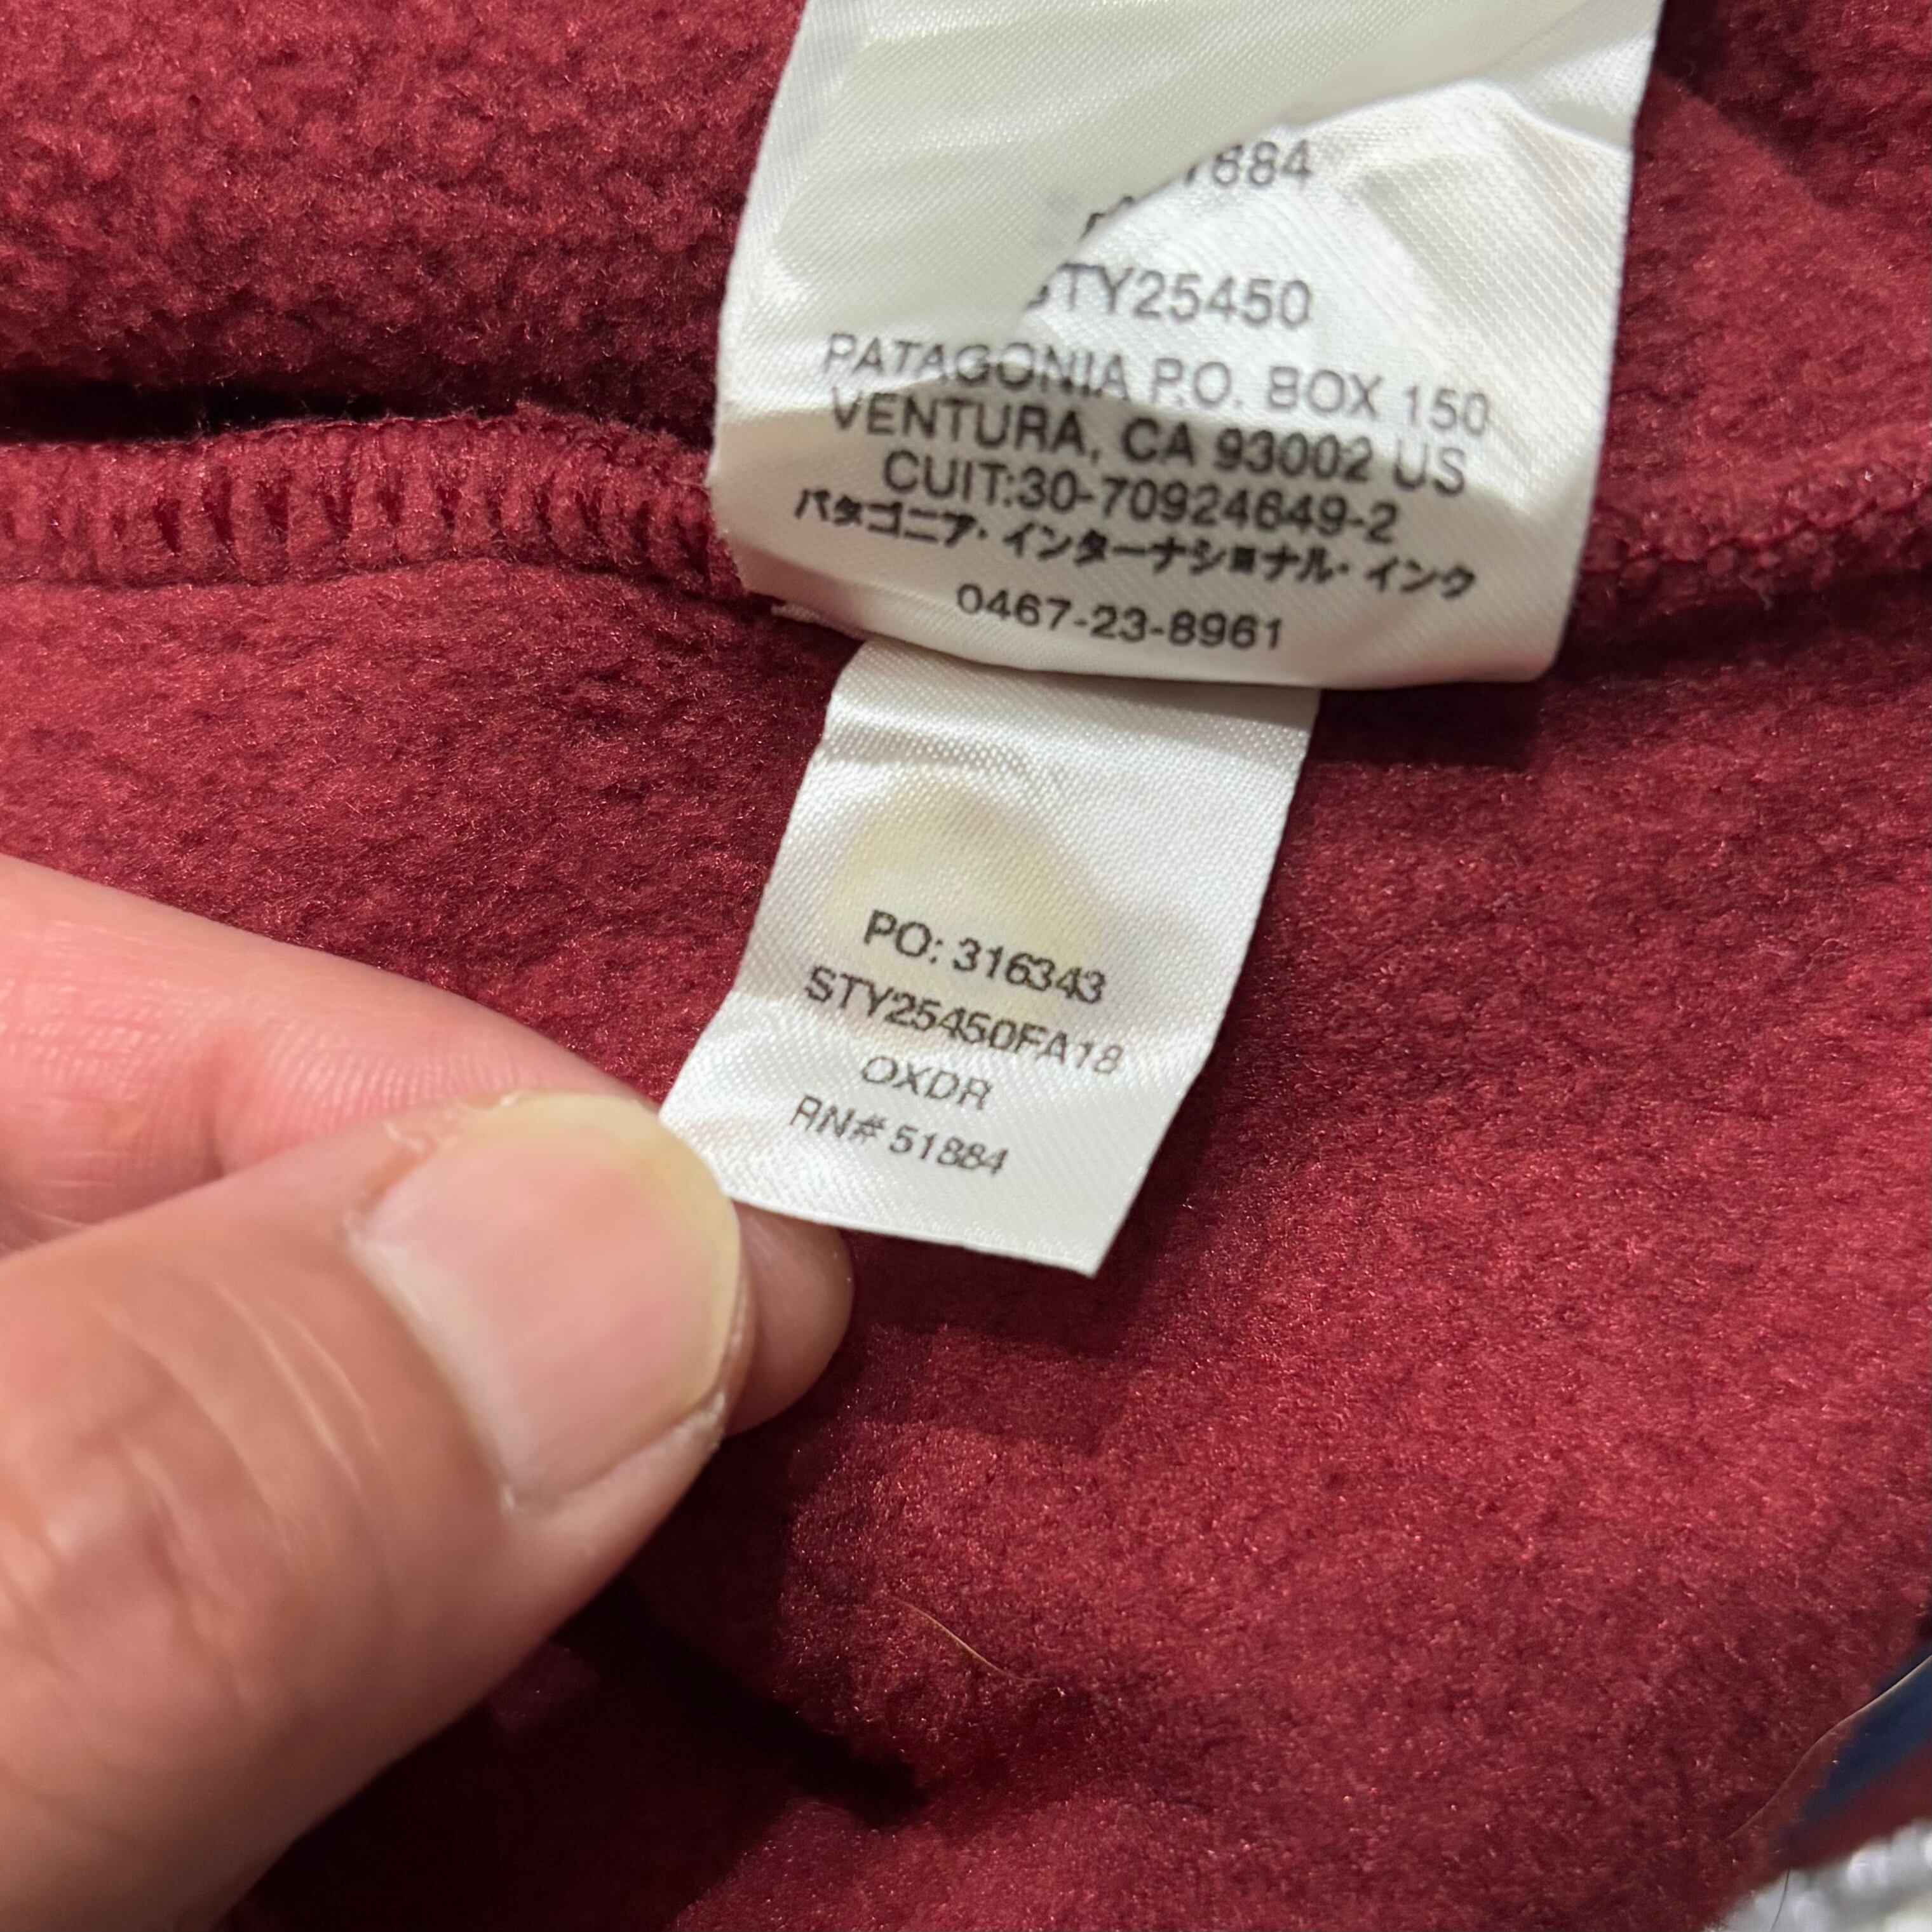 1884
STY25450
PATAGONIA P.O. BOX 150
VENTURA, CA 93002 US
CUIT:30-70924649-2
パタゴニア・インターナショナル・インク
0467-23-8961
PO: 316343
STY25450FA18
OXDR
RN# 51884